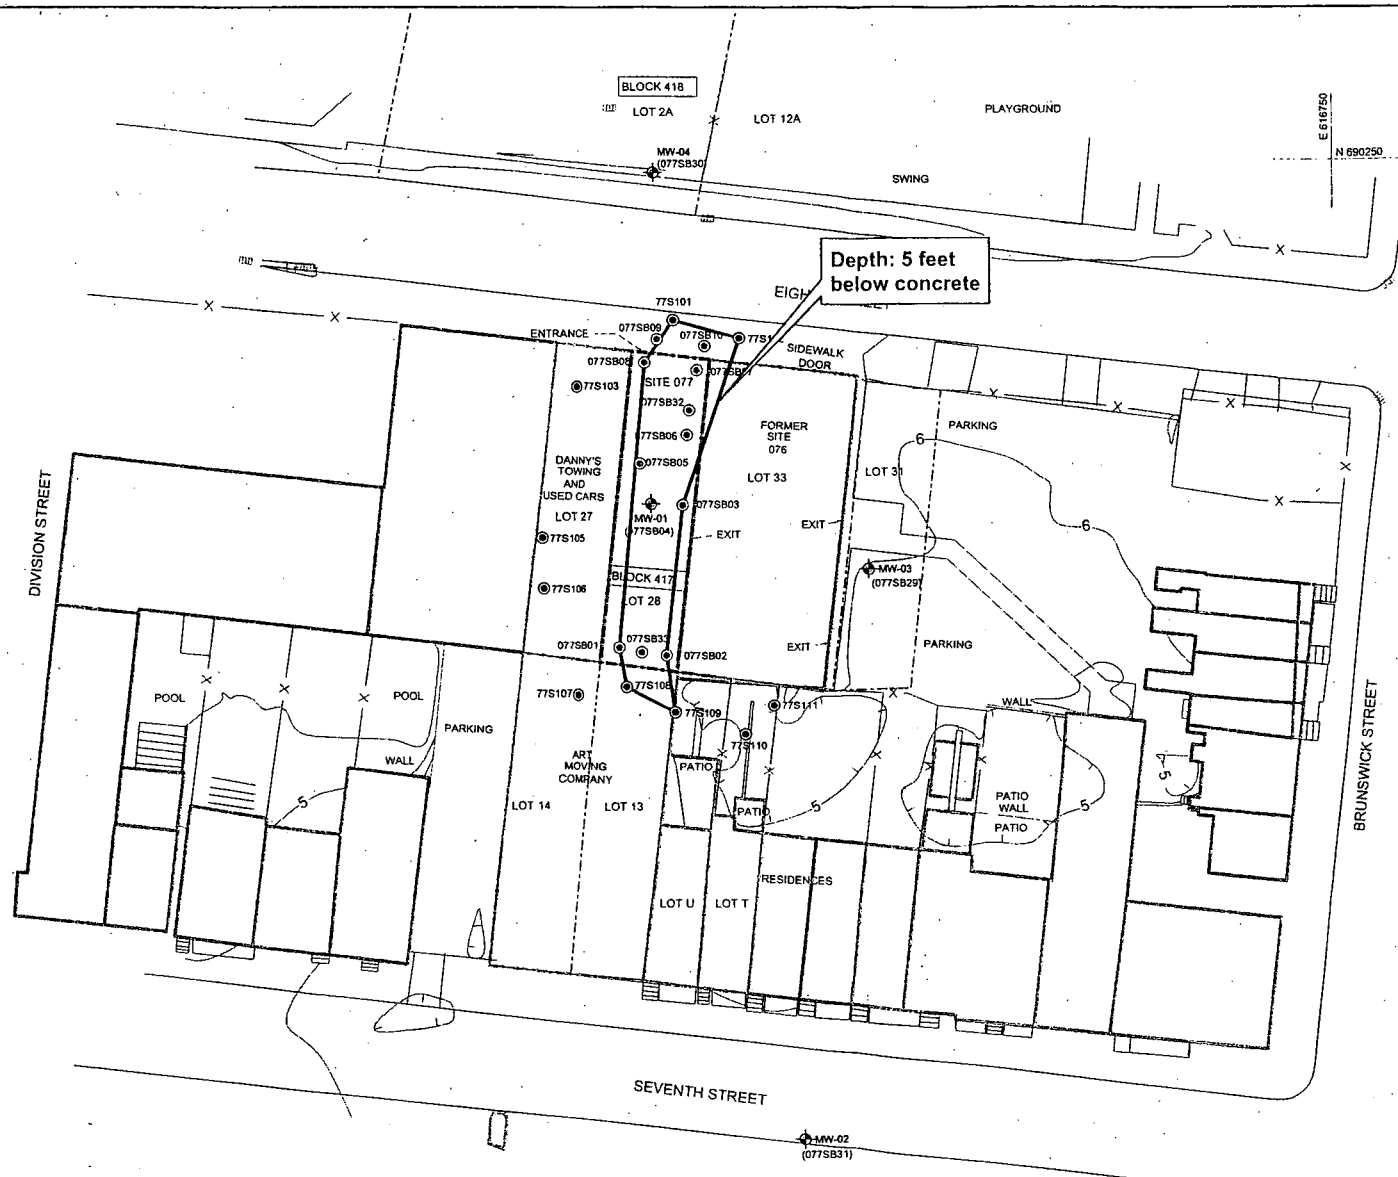 BLOCK 418
LOT 2A
LOT 12A
PLAYGROUND
E 616750
N 690250
MW-04
(077SB30)
SWING
Depth: 5 feet
below concrete
77S101
077SB09
077SB10
ENTRANCE
SIDEWALK
DOOR
077SB08
SITE 077
77S103
077SB32
077SB06
077SB05
FORMER
SITE
076
LOT 33
PARKING
6
LOT 31
DANNY'S
TOWING
AND
USED CARS
LOT 27
077SB03
MW-01
(077SB04)
EXIT
EXIT
6
77S105
DIVISION STREET
BLOCK 417
LOT 28
77S106
MW-03
(077SB29)
077SB01
077SB33
077SB02
EXIT
PARKING
POOL
POOL
77S107
77S108
77S109
77S111
WALL
PARKING
77S110
WALL
ART
MOVING
COMPANY
PATIO
5
BRUNSWICK STREET
5
LOT 14
LOT 13
PATIO
5
PATIO
WALL
PATIO
5
RESIDENCES
LOT U
LOT T
SEVENTH STREET
MW-02
(077SB31)